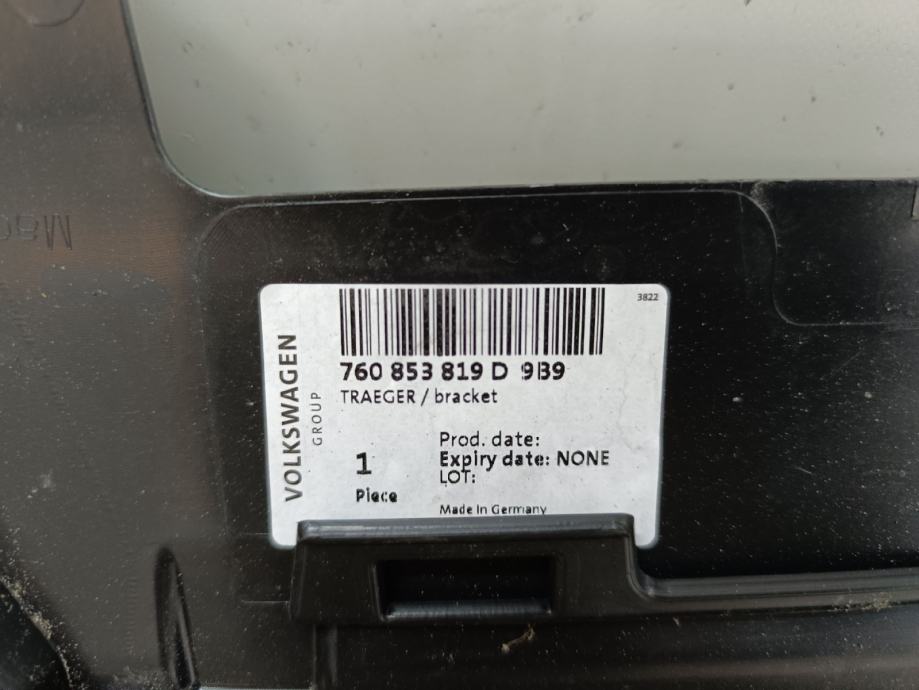 3822
VOLKSWAGEN
GROUP
760 853 819 D 9B9
TRAEGER / bracket
1
Piece
Prod. date:
Expiry date: NONE
LOT:
Made In Germany